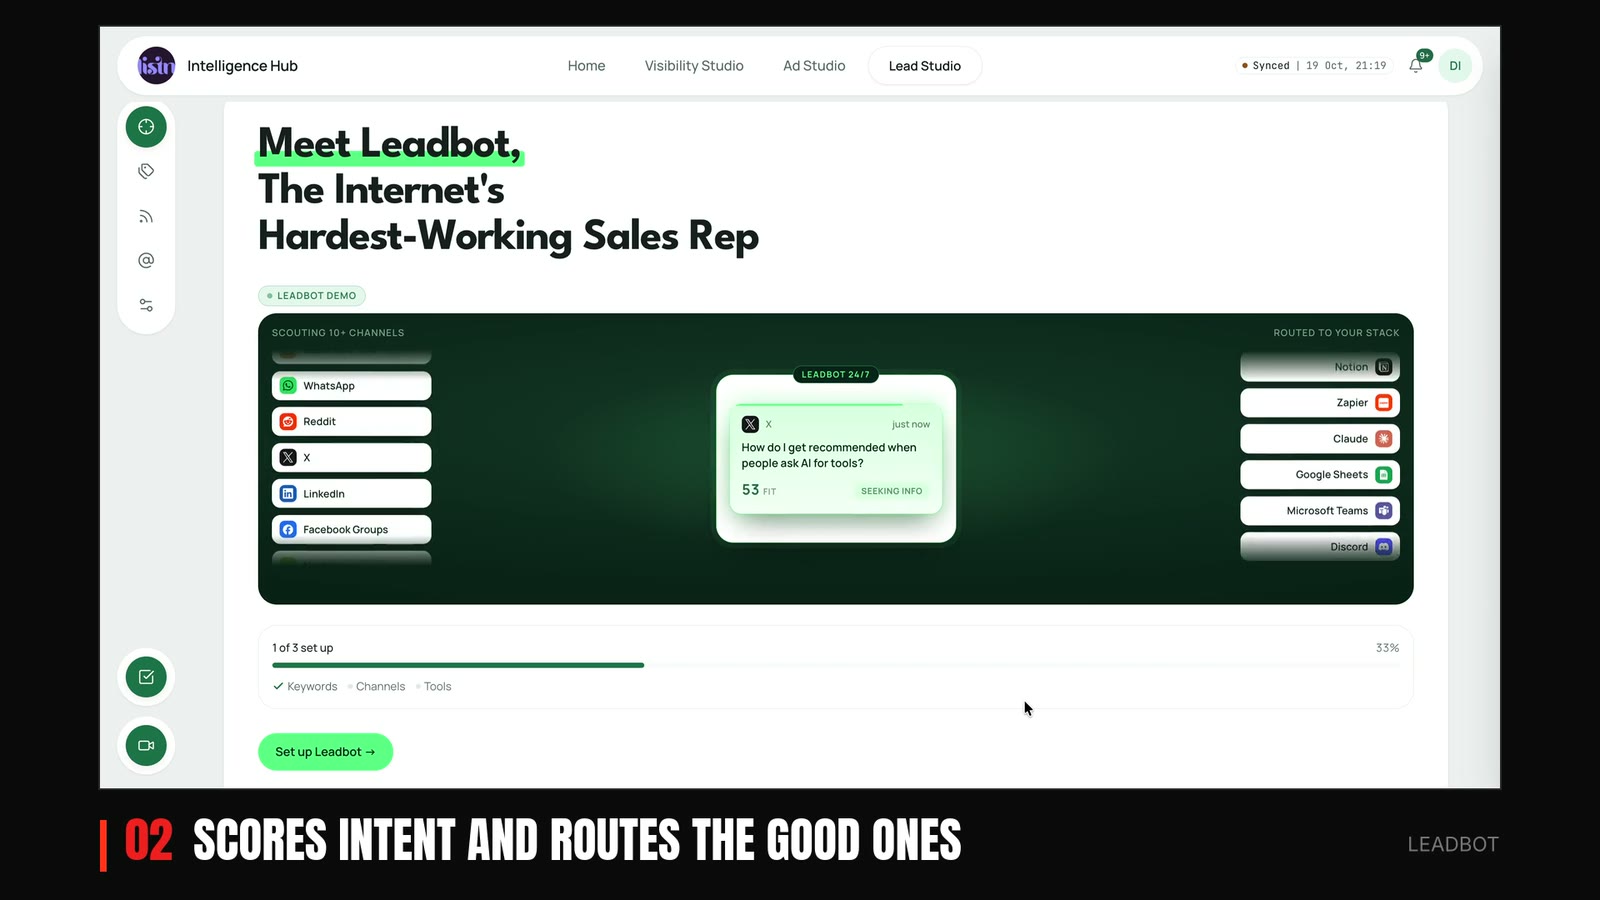 lisin
Intelligence Hub
Home
Visibility Studio
Ad Studio
Lead Studio
Synced | 19 Oct, 21:19
9+
DI
Meet Leadbot,
The Internet's
Hardest-Working Sales Rep
LEADBOT DEMO
SCOUTING 10+ CHANNELS
ROUTED TO YOUR STACK
WhatsApp
Reddit
X
LinkedIn
Facebook Groups
LEADBOT 24/7
X
just now
How do I get recommended when
people ask AI for tools?
53 FIT
SEEKING INFO
Notion
Zapier
Claude
Google Sheets
Microsoft Teams
Discord
1 of 3 set up
33%
Keywords
Channels
Tools
Set up Leadbot →
02 SCORES INTENT AND ROUTES THE GOOD ONES
LEADBOT